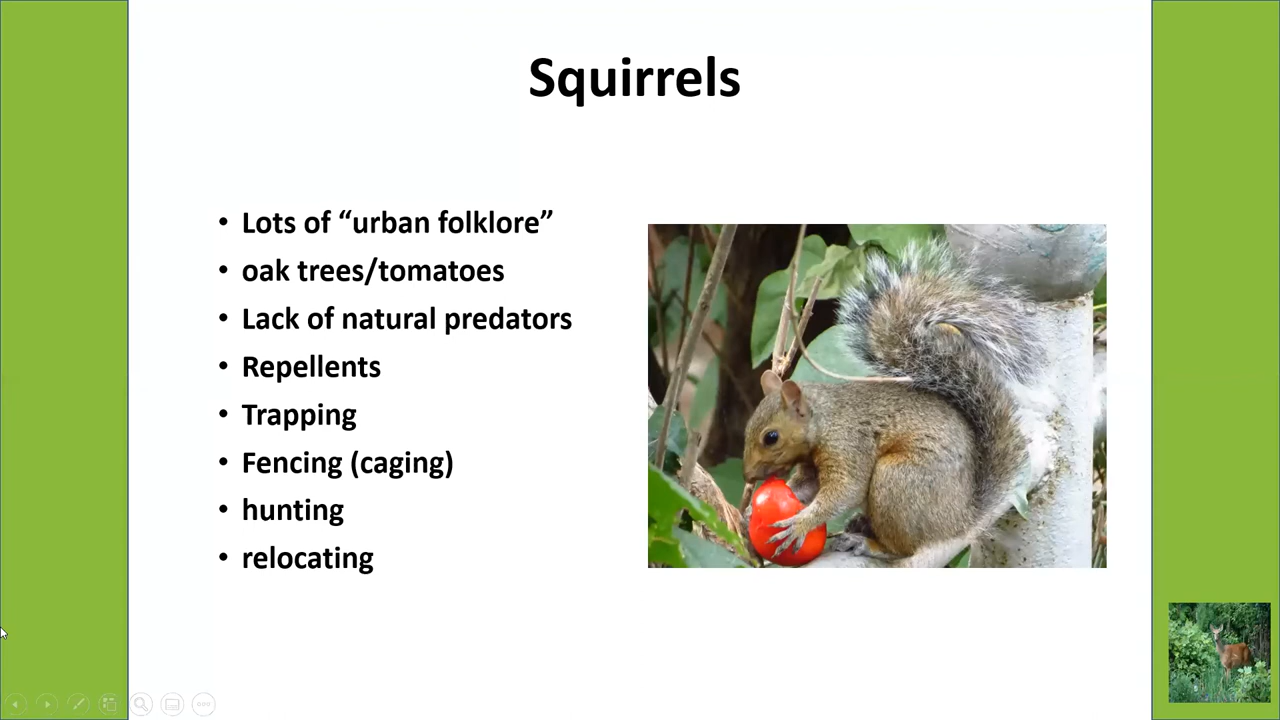 Squirrels
• Lots of “urban folklore”
• oak trees/tomatoes
• Lack of natural predators
• Repellents
• Trapping
• Fencing (caging)
• hunting
• relocating